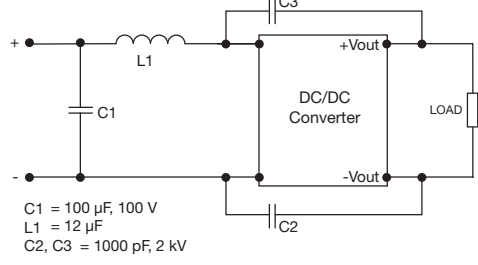 C3
+
L1
+Vout
C1
DC/DC
Converter
LOAD
-
-Vout
C2
C1 = 100 µF, 100 V
L1 = 12 µF
C2, C3 = 1000 pF, 2 kV